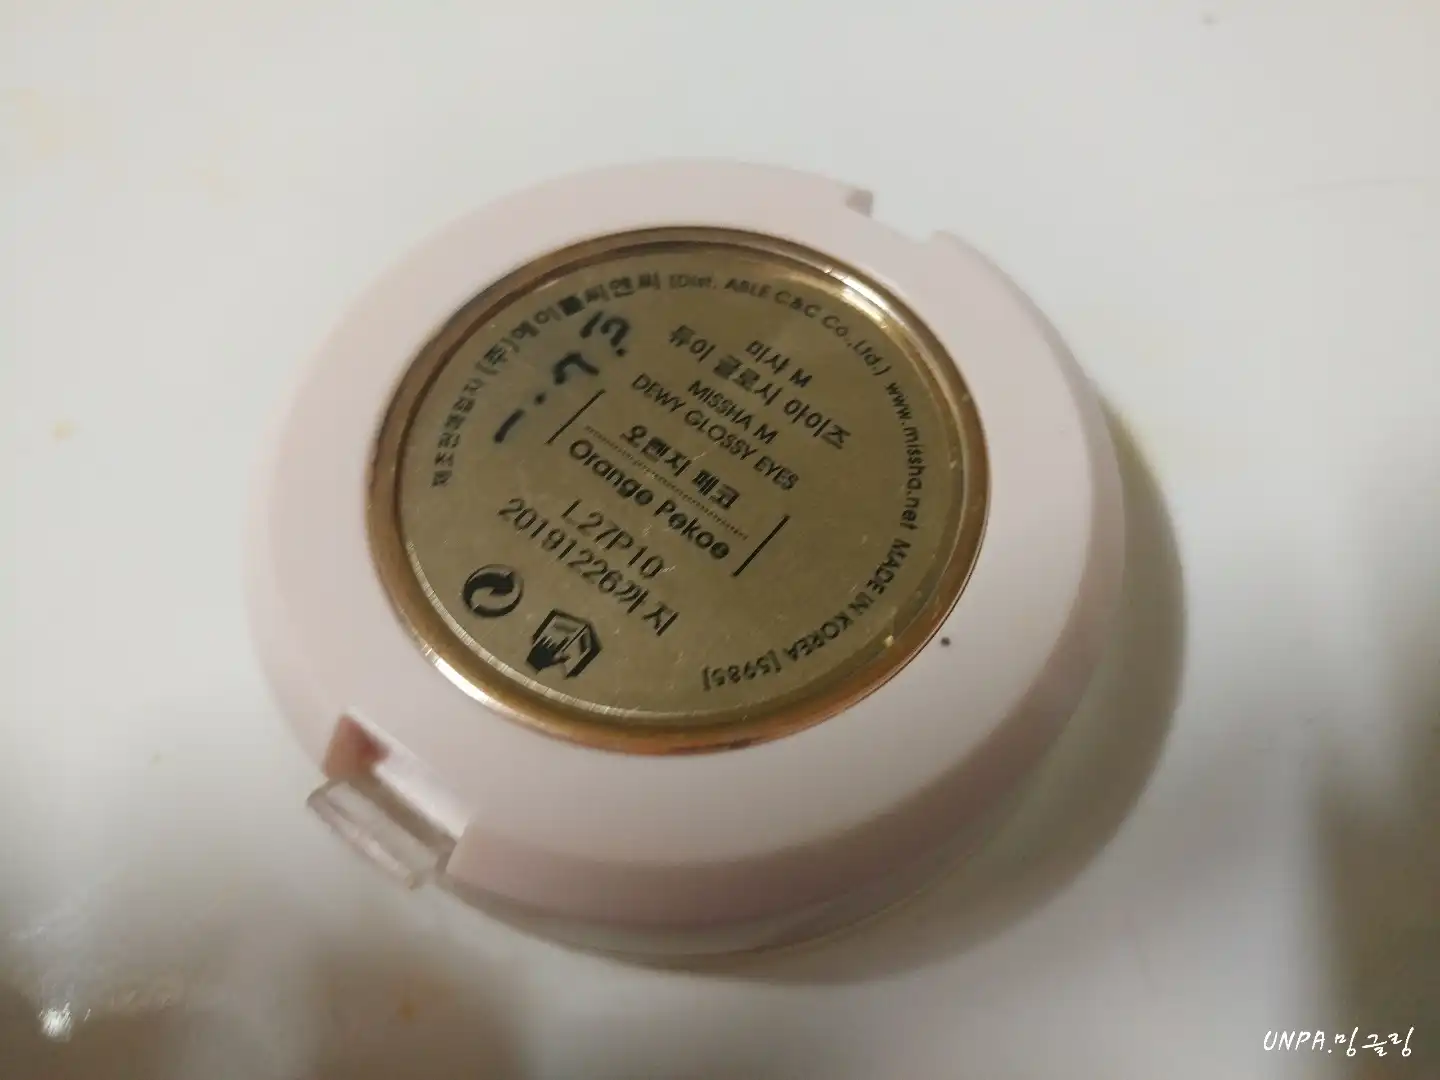 제조판매업자 (주)에이블씨엔씨 (Dist. ABLE C&C Co.,Ltd.) www.missha.net MADE IN KOREA [5985]
미샤 M
듀이 글로시 아이즈
MISSHA M
DEWY GLOSSY EYES
오렌지 페코
Orange Pekoe
L27P10
20191226까지
UNPA.밍글링